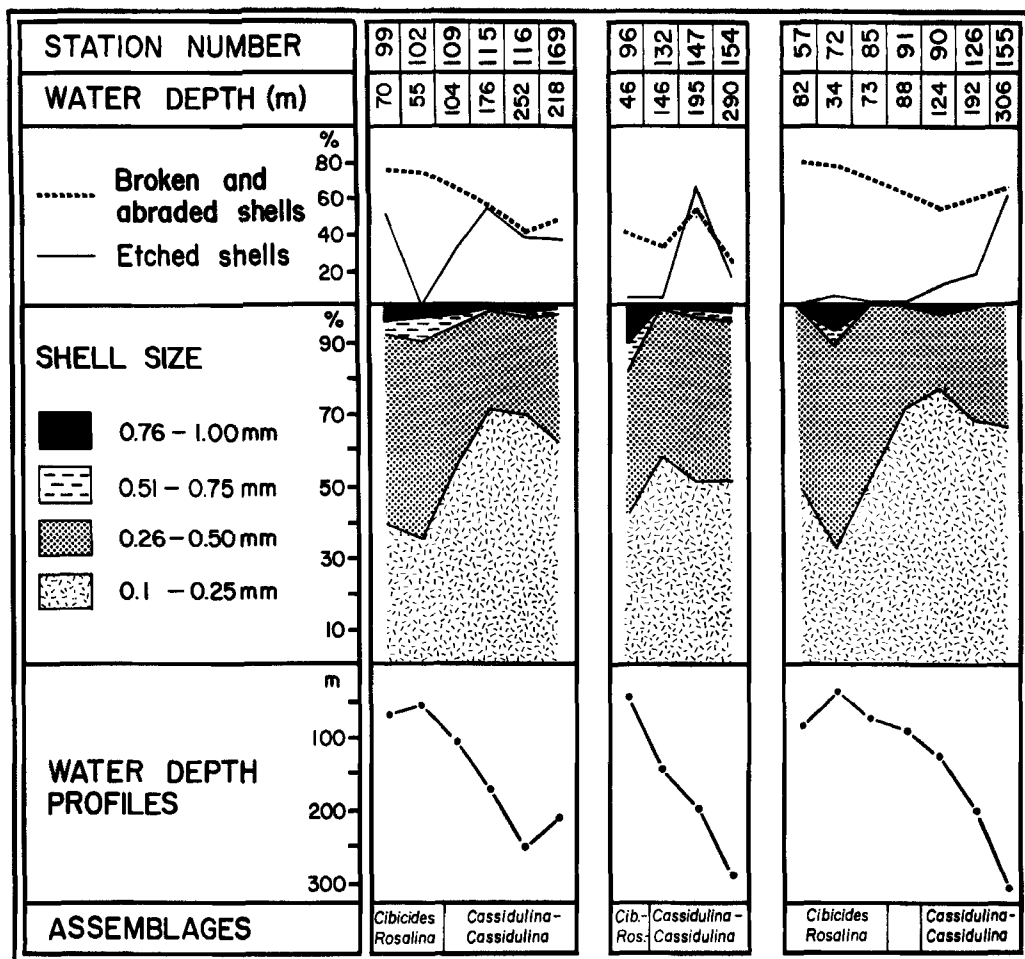 STATION NUMBER 99 102 109 115 116 169 96 132 147 154 57 72 85 91 90 126 155
WATER DEPTH (m) 70 55 104 176 252 218 46 146 195 290 82 34 73 88 124 192 306
%
80
Broken and
abraded shells
60
40
Etched shells
20
%
90
SHELL SIZE
70
0.76 - 1.00mm
0.51 - 0.75 mm
50
0.26 - 0.50 mm
30
0.1 - 0.25mm
10
m
100
WATER DEPTH
PROFILES
200
300
ASSEMBLAGES
Cibicides
Rosalina
Cassidulina-
Cassidulina
Cib.-
Ros.-
Cassidulina-
Cassidulina
Cibicides
Rosalina
Cassidulina-
Cassidulina